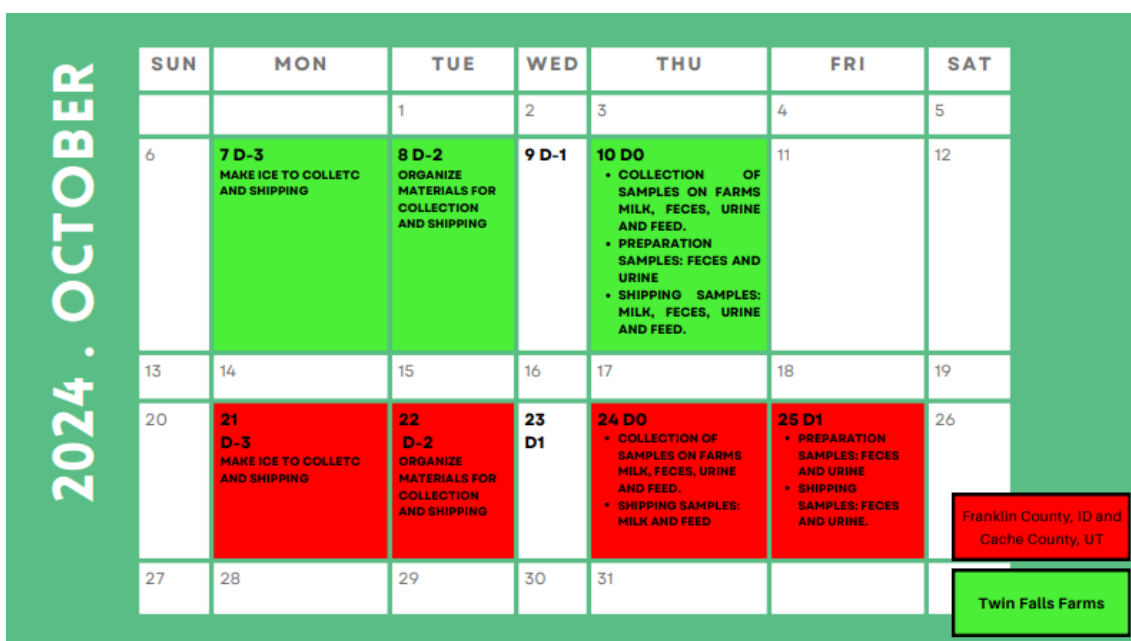 2024 . OCTOBER
SUN MON TUE WED THU FRI SAT
1 2 3 4 5
6
7 D-3
MAKE ICE TO COLLETC
AND SHIPPING
8 D-2
ORGANIZE
MATERIALS FOR
COLLECTION
AND SHIPPING
9 D-1
10 D0
• COLLECTION OF
SAMPLES ON FARMS
MILK, FECES, URINE
AND FEED.
• PREPARATION
SAMPLES: FECES AND
URINE
• SHIPPING SAMPLES:
MILK, FECES, URINE
AND FEED.
11
12
13 14 15 16 17 18 19
20
21
D-3
MAKE ICE TO COLLETC
AND SHIPPING
22
D-2
ORGANIZE
MATERIALS FOR
COLLECTION
AND SHIPPING
23
D1
24 D0
• COLLECTION OF
SAMPLES ON FARMS
MILK, FECES, URINE
AND FEED.
• SHIPPING SAMPLES:
MILK AND FEED
25 D1
• PREPARATION
SAMPLES: FECES
AND URINE
• SHIPPING
SAMPLES: FECES
AND URINE.
26
27 28 29 30 31
Franklin County, ID and
Cache County, UT
Twin Falls Farms